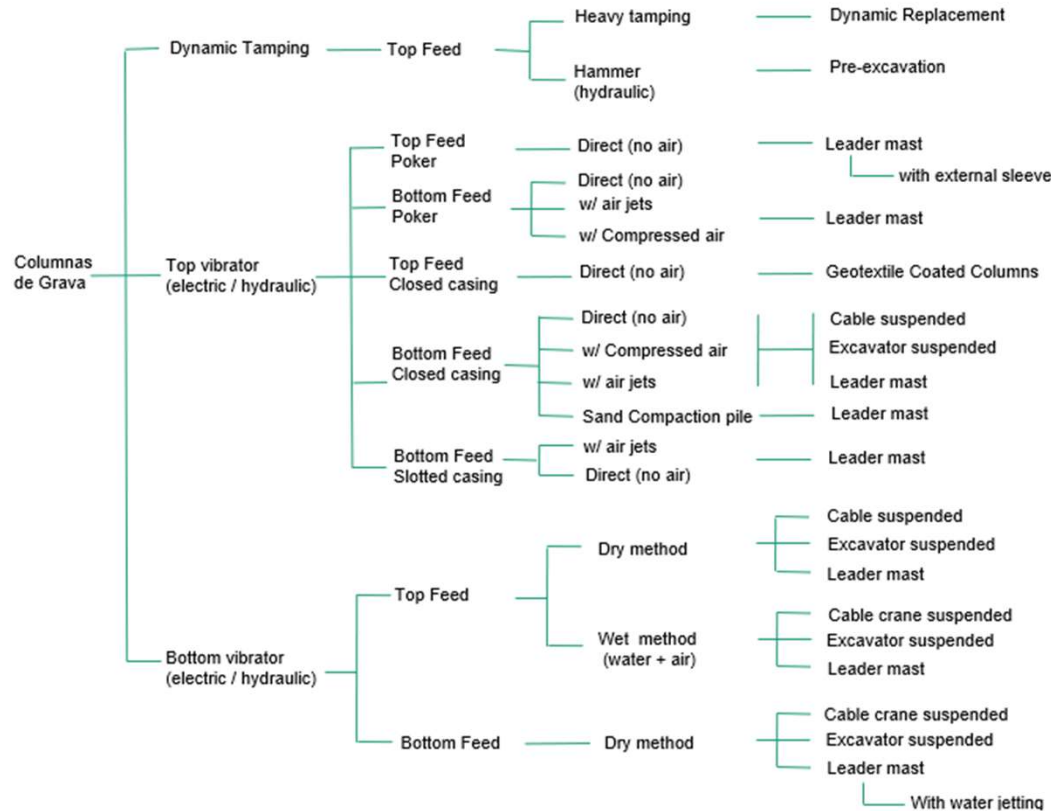 Heavy tamping
Dynamic Replacement
Dynamic Tamping
Top Feed
Hammer
(hydraulic)
Pre-excavation
Top Feed
Poker
Direct (no air)
Leader mast
with external sleeve
Bottom Feed
Poker
Direct (no air)
w/ air jets
w/ Compressed air
Leader mast
Columnas
de Grava
Top vibrator
(electric / hydraulic)
Top Feed
Closed casing
Direct (no air)
Geotextile Coated Columns
Bottom Feed
Closed casing
Direct (no air)
w/ Compressed air
w/ air jets
Sand Compaction pile
Cable suspended
Excavator suspended
Leader mast
Leader mast
Bottom Feed
Slotted casing
w/ air jets
Direct (no air)
Leader mast
Bottom vibrator
(electric / hydraulic)
Top Feed
Dry method
Cable suspended
Excavator suspended
Leader mast
Wet method
(water + air)
Cable crane suspended
Excavator suspended
Leader mast
Bottom Feed
Dry method
Cable crane suspended
Excavator suspended
Leader mast
With water jetting